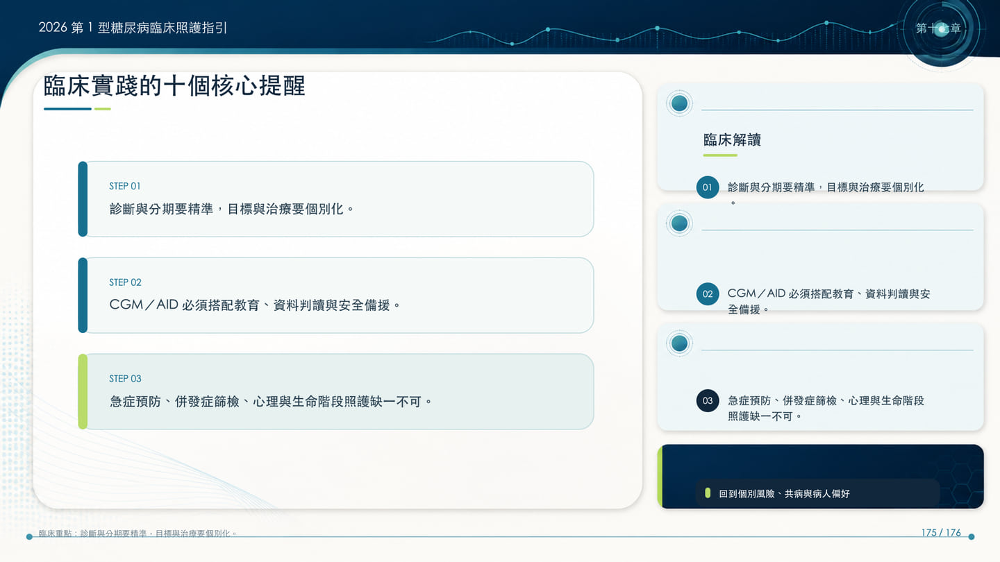 2026 第 1 型糖尿病臨床照護指引
第十七章
臨床實踐的十個核心提醒
STEP 01
診斷與分期要精準，目標與治療要個別化。
STEP 02
CGM／AID 必須搭配教育、資料判讀與安全備援。
STEP 03
急症預防、併發症篩檢、心理與生命階段照護缺一不可。
臨床解讀
01 診斷與分期要精準，目標與治療要個別化
。
02 CGM／AID 必須搭配教育、資料判讀與安
全備援。
03 急症預防、併發症篩檢、心理與生命階段
照護缺一不可。
回到個別風險、共病與病人偏好
臨床重點：診斷與分期要精準，目標與治療要個別化。
175 / 176